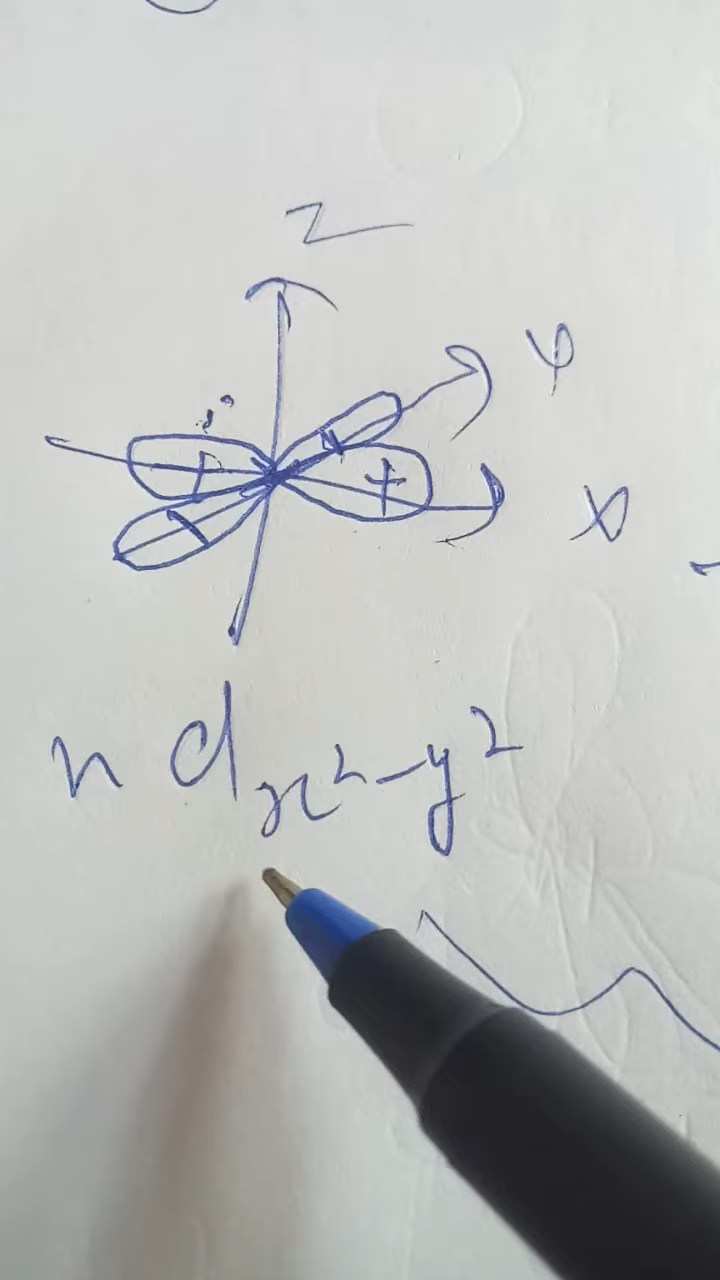 z
y
x
+
+
-
-
n d x² - y²